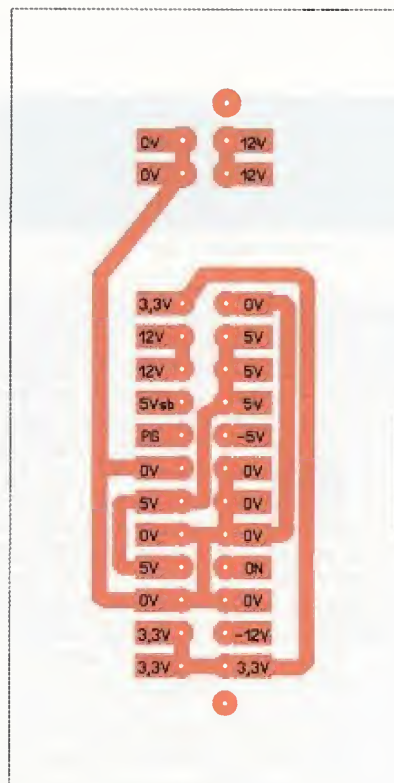 0V 12V
0V 12V
3,3V 0V
12V 5V
12V 5V
5Vsb 5V
PG -5V
0V 0V
5V 0V
0V 0V
5V ON
0V 0V
3,3V -12V
3,3V 3,3V